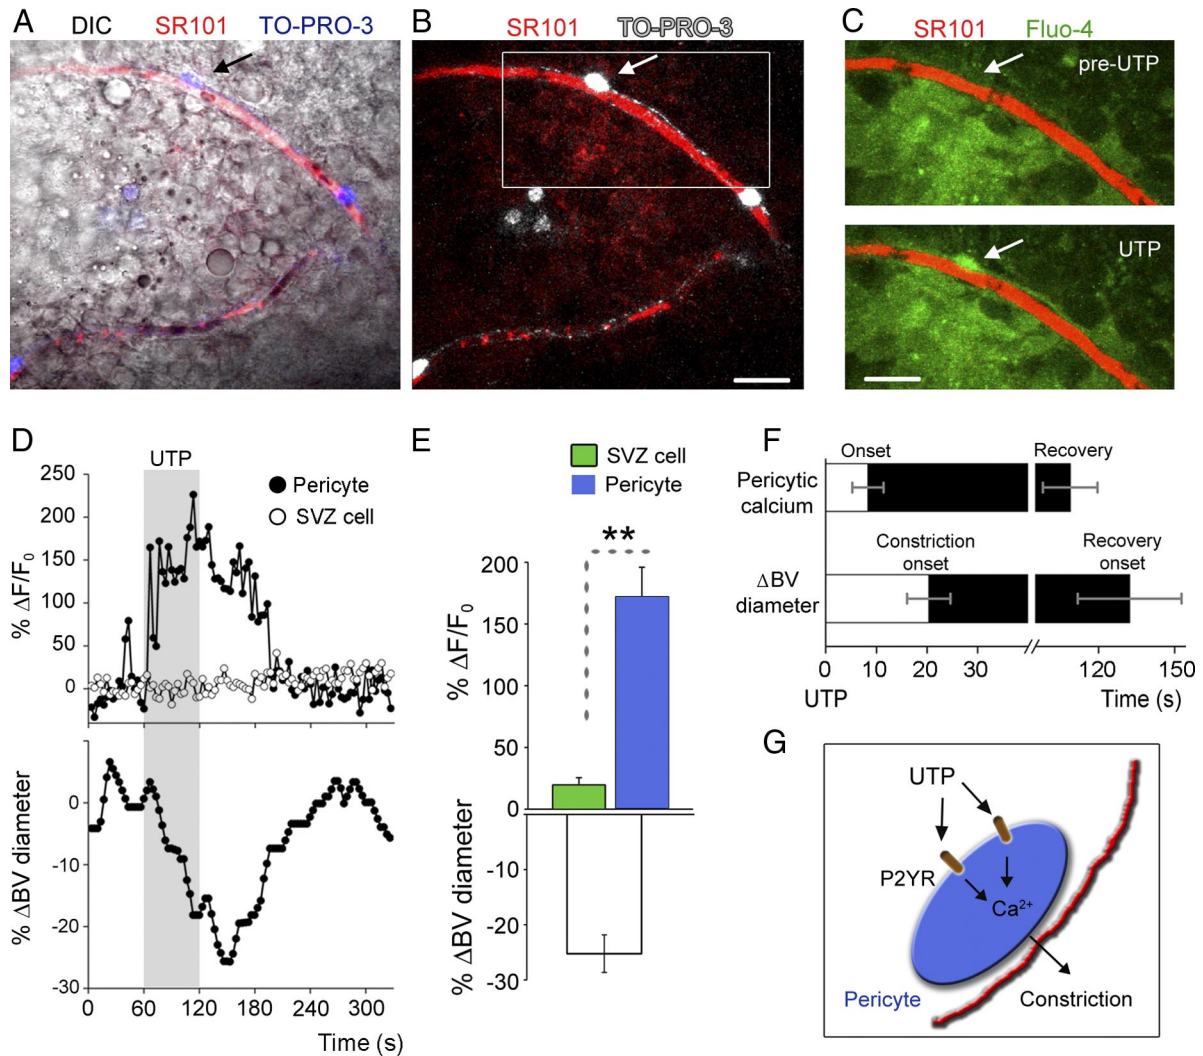 A DIC SR101 TO-PRO-3
B SR101 TO-PRO-3
C SR101 Fluo-4
pre-UTP
UTP
D
UTP
250
200
150
100
50
0
% ΔF/F0
Pericyte
SVZ cell
0
-10
-20
-30
% ΔBV diameter
0 60 120 180 240 300
Time (s)
E
SVZ cell
Pericyte
**
200
150
100
50
0
% ΔF/F0
-10
-20
-30
% ΔBV diameter
F
Onset Recovery
Pericytic
calcium
Constriction
onset
Recovery
onset
ΔBV
diameter
0 10 20 30 120 150
UTP Time (s)
G
UTP
P2YR
Ca2+
Pericyte
Constriction